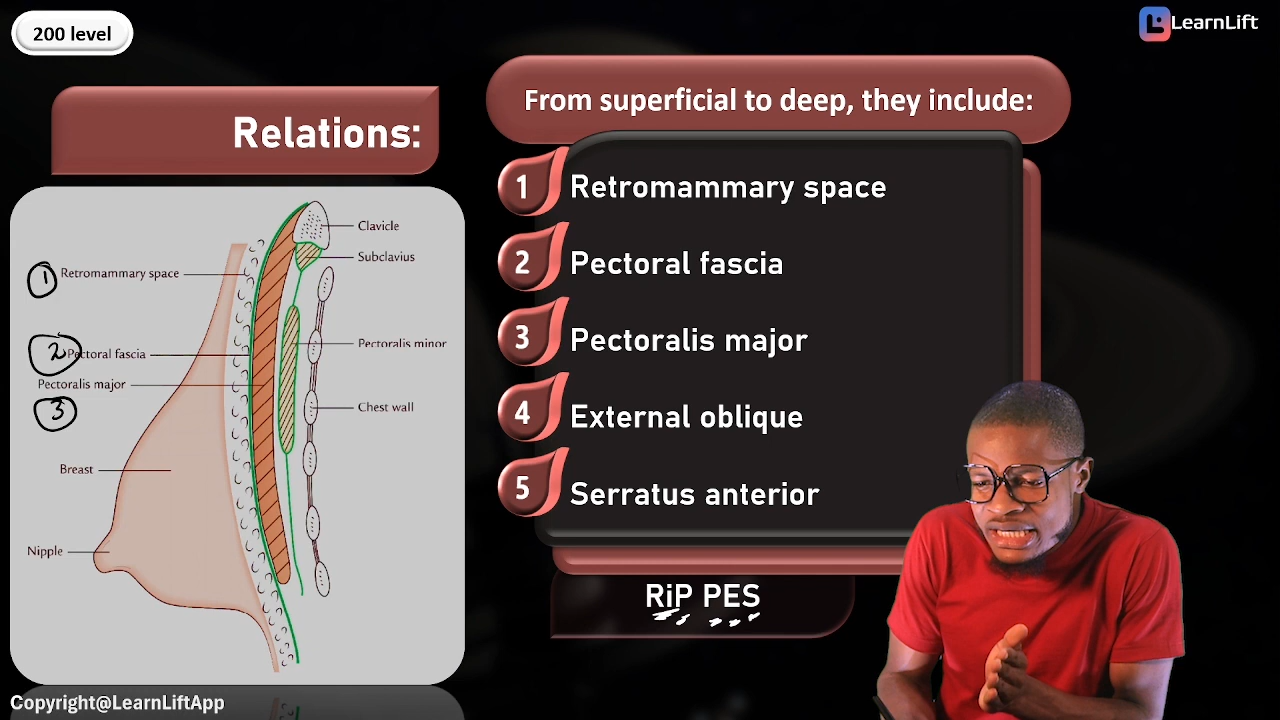 200 level
LearnLift
Relations:
From superficial to deep, they include:
1 Retromammary space
2 Pectoral fascia
3 Pectoralis major
4 External oblique
5 Serratus anterior
RiP PES
Clavicle
Subclavius
1 Retromammary space
Pectoralis minor
2 Pectoral fascia
Pectoralis major
3
Chest wall
Breast
Nipple
Copyright@LearnLiftApp